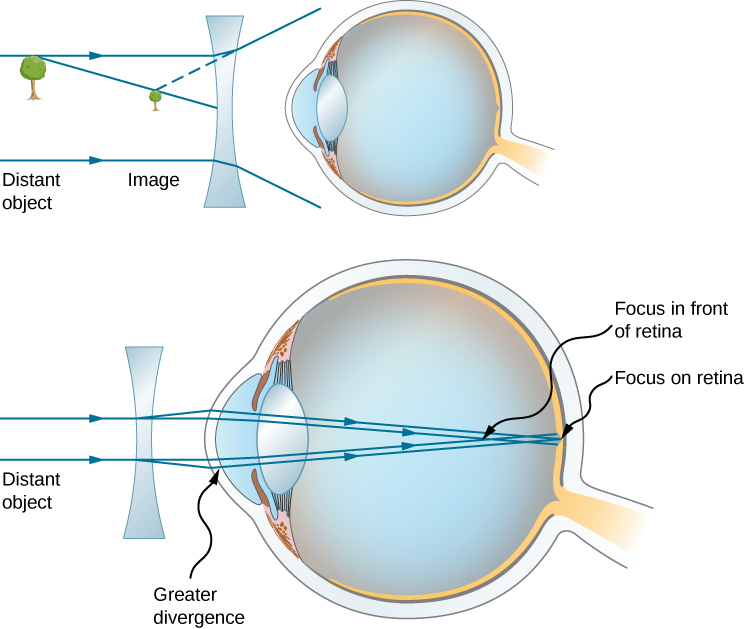 Distant
object
Image
Focus in front
of retina
Focus on retina
Distant
object
Greater
divergence